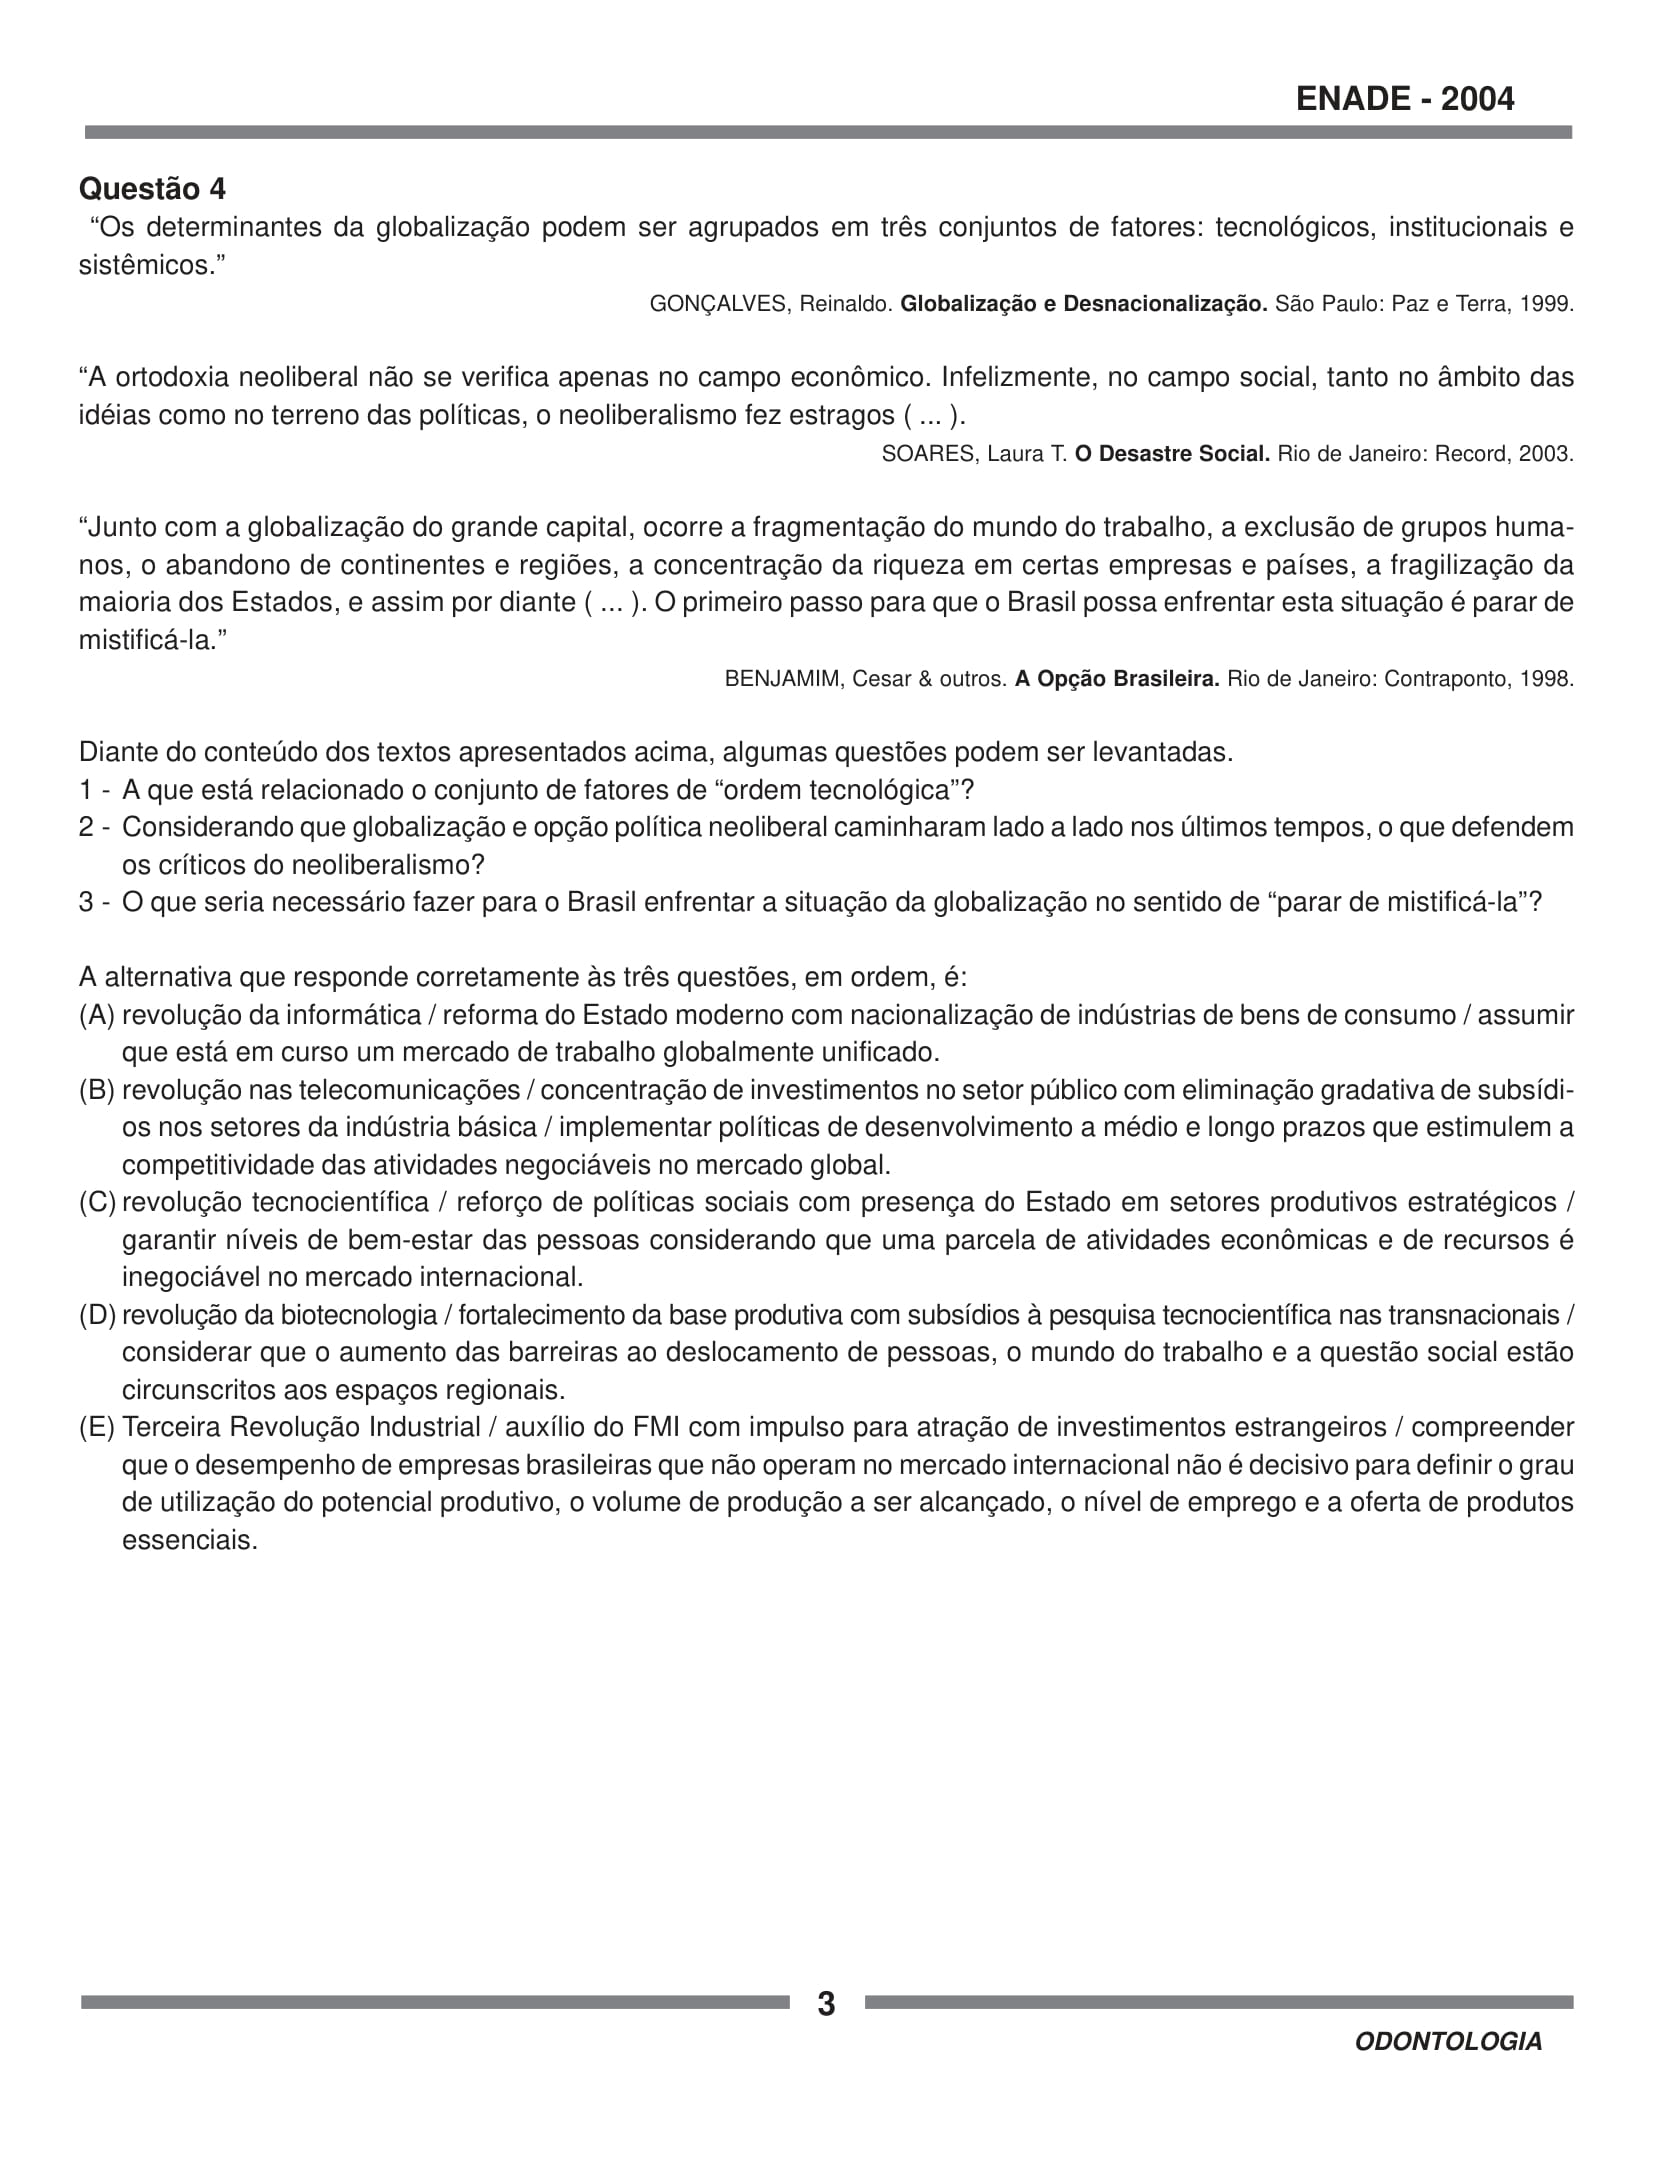 ENADE - 2004
Questão 4
“Os determinantes da globalização podem ser agrupados em três conjuntos de fatores: tecnológicos, institucionais e
sistêmicos.”
GONÇALVES, Reinaldo. Globalização e Desnacionalização. São Paulo: Paz e Terra, 1999.
“A ortodoxia neoliberal não se verifica apenas no campo econômico. Infelizmente, no campo social, tanto no âmbito das
idéias como no terreno das políticas, o neoliberalismo fez estragos ( ... ).
SOARES, Laura T. O Desastre Social. Rio de Janeiro: Record, 2003.
“Junto com a globalização do grande capital, ocorre a fragmentação do mundo do trabalho, a exclusão de grupos huma-
nos, o abandono de continentes e regiões, a concentração da riqueza em certas empresas e países, a fragilização da
maioria dos Estados, e assim por diante ( ... ). O primeiro passo para que o Brasil possa enfrentar esta situação é parar de
mistificá-la.”
BENJAMIM, Cesar & outros. A Opção Brasileira. Rio de Janeiro: Contraponto, 1998.
Diante do conteúdo dos textos apresentados acima, algumas questões podem ser levantadas.
1 - A que está relacionado o conjunto de fatores de “ordem tecnológica”?
2 - Considerando que globalização e opção política neoliberal caminharam lado a lado nos últimos tempos, o que defendem
os críticos do neoliberalismo?
3 - O que seria necessário fazer para o Brasil enfrentar a situação da globalização no sentido de “parar de mistificá-la”?
A alternativa que responde corretamente às três questões, em ordem, é:
(A) revolução da informática / reforma do Estado moderno com nacionalização de indústrias de bens de consumo / assumir
que está em curso um mercado de trabalho globalmente unificado.
(B) revolução nas telecomunicações / concentração de investimentos no setor público com eliminação gradativa de subsídi-
os nos setores da indústria básica / implementar políticas de desenvolvimento a médio e longo prazos que estimulem a
competitividade das atividades negociáveis no mercado global.
(C) revolução tecnocientífica / reforço de políticas sociais com presença do Estado em setores produtivos estratégicos /
garantir níveis de bem-estar das pessoas considerando que uma parcela de atividades econômicas e de recursos é
inegociável no mercado internacional.
(D) revolução da biotecnologia / fortalecimento da base produtiva com subsídios à pesquisa tecnocientífica nas transnacionais /
considerar que o aumento das barreiras ao deslocamento de pessoas, o mundo do trabalho e a questão social estão
circunscritos aos espaços regionais.
(E) Terceira Revolução Industrial / auxílio do FMI com impulso para atração de investimentos estrangeiros / compreender
que o desempenho de empresas brasileiras que não operam no mercado internacional não é decisivo para definir o grau
de utilização do potencial produtivo, o volume de produção a ser alcançado, o nível de emprego e a oferta de produtos
essenciais.
3
ODONTOLOGIA